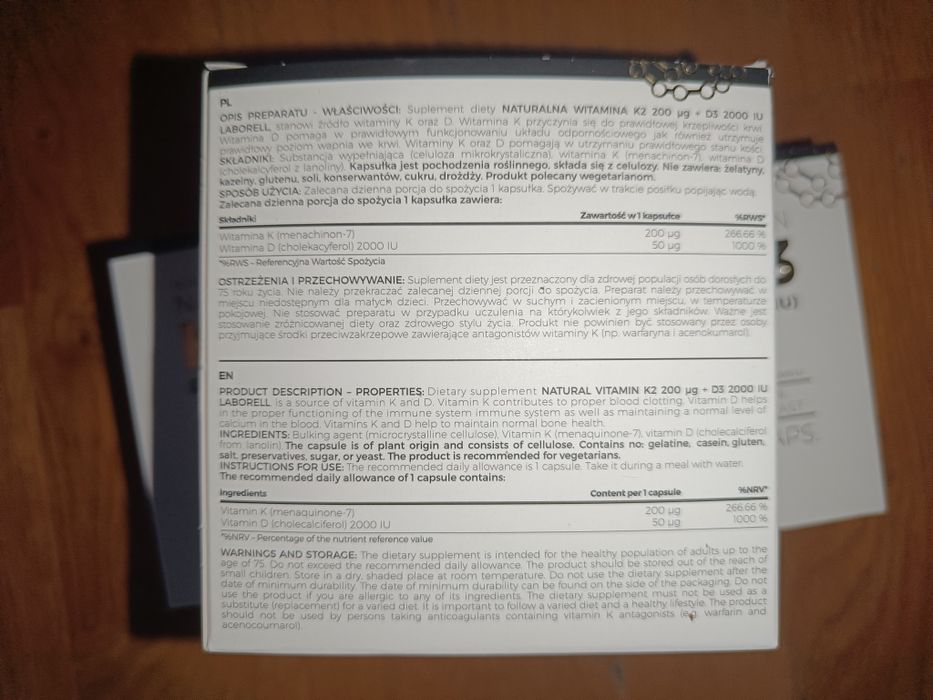 PL
OPIS PREPARATU - WŁAŚCIWOŚCI: Suplement diety NATURALNA WITAMINA K2 200 µg + D3 2000 IU
LABORELL stanowi źródło witaminy K oraz D. Witamina K przyczynia się do prawidłowej krzepliwości krwi.
Witamina D pomaga w prawidłowym funkcjonowaniu układu odpornościowego jak również utrzymuje
prawidłowy poziom wapnia we krwi. Witaminy K oraz D pomagają w utrzymaniu prawidłowego stanu kości.
SKŁADNIKI: Substancja wypełniająca (celuloza mikrokrystaliczna), witamina K (menachinon-7), witamina D
(cholekalcyferol z lanoliny). Kapsułka jest pochodzenia roślinnego, składa się z celulozy. Nie zawiera: żelatyny,
kazeiny, glutenu, soli, konserwantów, cukru, drożdży. Produkt polecany wegetarianom.
SPOSÓB UŻYCIA: Zalecana dzienna porcja do spożycia 1 kapsułka. Spożywać w trakcie posiłku popijając wodą.
Zalecana dzienna porcja do spożycia 1 kapsułka zawiera:
Składniki Zawartość w 1 kapsułce %RWS*
Witamina K (menachinon-7) 200 µg 266.66 %
Witamina D (cholekacyferol) 2000 IU 50 µg 1000 %
*%RWS - Referencyjna Wartość Spożycia
OSTRZEŻENIA I PRZECHOWYWANIE: Suplement diety jest przeznaczony dla zdrowej populacji osób dorosłych do
75 roku życia. Nie należy przekraczać zalecanej dziennej porcji do spożycia. Preparat należy przechowywać w
miejscu niedostępnym dla małych dzieci. Przechowywać w suchym i zacienionym miejscu, w temperaturze
pokojowej. Nie stosować preparatu w przypadku uczulenia na którykolwiek z jego składników. Ważne jest
stosowanie zróżnicowanej diety oraz zdrowego stylu życia. Produkt nie powinien być stosowany przez osoby
przyjmujące środki przeciwzakrzepowe zawierające antagonistów witaminy K (np. warfaryna i acenokumarol).
EN
PRODUCT DESCRIPTION – PROPERTIES: Dietary supplement NATURAL VITAMIN K2 200 µg + D3 2000 IU
LABORELL is a source of vitamin K and D. Vitamin K contributes to proper blood clotting. Vitamin D helps
in the proper functioning of the immune system immune system as well as maintaining a normal level of
calcium in the blood. Vitamins K and D help to maintain normal bone health.
INGREDIENTS: Bulking agent (microcrystalline cellulose), Vitamin K (menaquinone-7), vitamin D (cholecalciferol
from lanolin) The capsule is of plant origin and consists of cellulose. Contains no: gelatine, casein, gluten,
salt, preservatives, sugar, or yeast. The product is recommended for vegetarians.
INSTRUCTIONS FOR USE: The recommended daily allowance is 1 capsule. Take it during a meal with water.
The recommended daily allowance of 1 capsule contains:
Ingredients Content per 1 capsule %NRV*
Vitamin K (menaquinone-7) 200 µg 266.66 %
Vitamin D (cholecalciferol) 2000 IU 50 µg 1000 %
*%NRV – Percentage of the nutrient reference value
WARNINGS AND STORAGE: The dietary supplement is intended for the healthy population of adults up to the
age of 75. Do not exceed the recommended daily allowance. The product should be stored out of the reach of
small children. Store in a dry, shaded place at room temperature. Do not use the dietary supplement after the
date of minimum durability. The date of minimum durability can be found on the side of the packaging. Do not
use the product if you are allergic to any of its ingredients. The dietary supplement must not be used as a
substitute (replacement) for a varied diet. It is important to follow a varied diet and a healthy lifestyle. The product
should not be used by persons taking anticoagulants containing vitamin K antagonists (e.g. warfarin and
acenocoumarol).
3
IU)
APS.